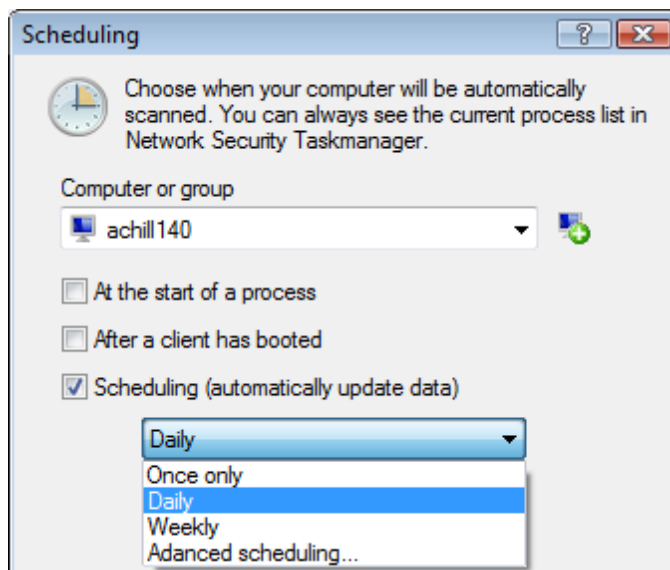 Scheduling
Choose when your computer will be automatically
scanned. You can always see the current process list in
Network Security Taskmanager.
Computer or group
achill140
At the start of a process
After a client has booted
Scheduling (automatically update data)
Daily
Once only
Daily
Weekly
Adanced scheduling...